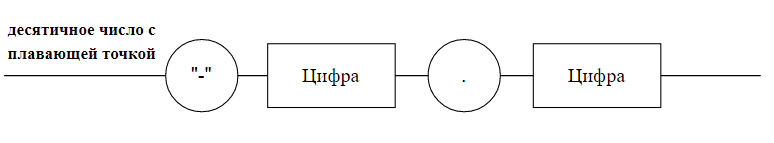 десятичное число с
плавающей точкой
"-"
Цифра
.
Цифра